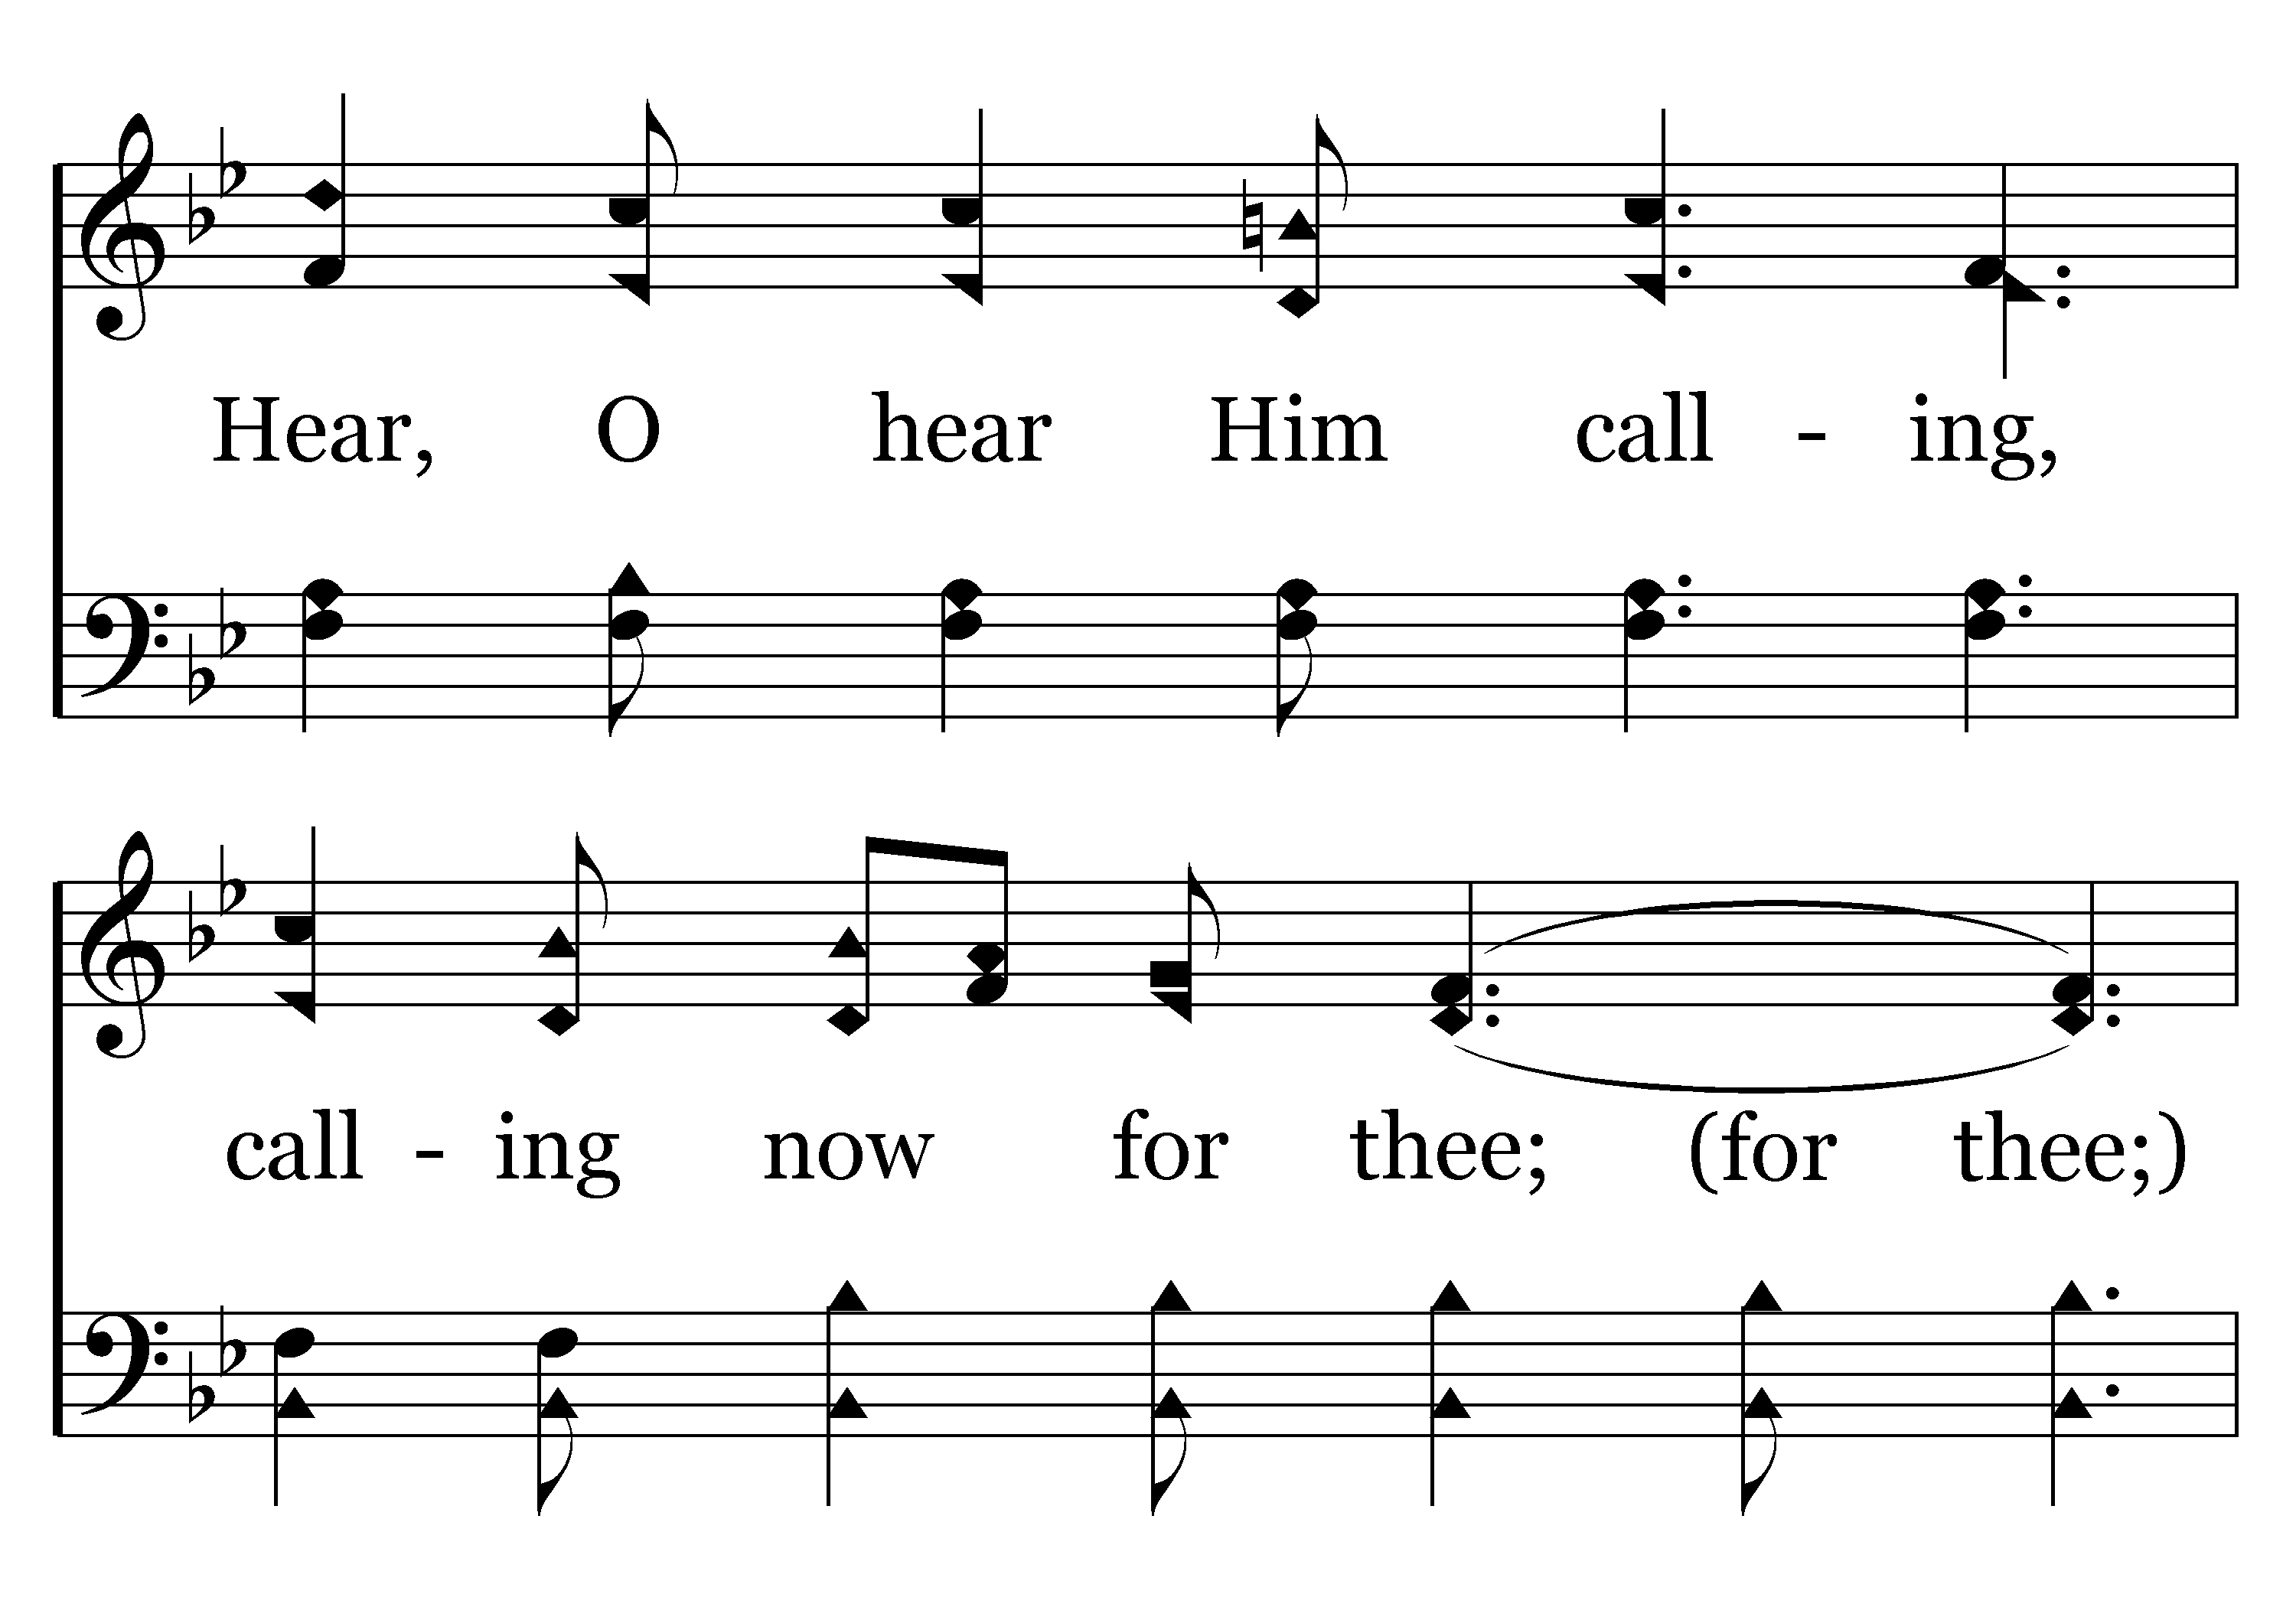 Hear, O hear Him call - ing,
call - ing now for thee; (for thee;)